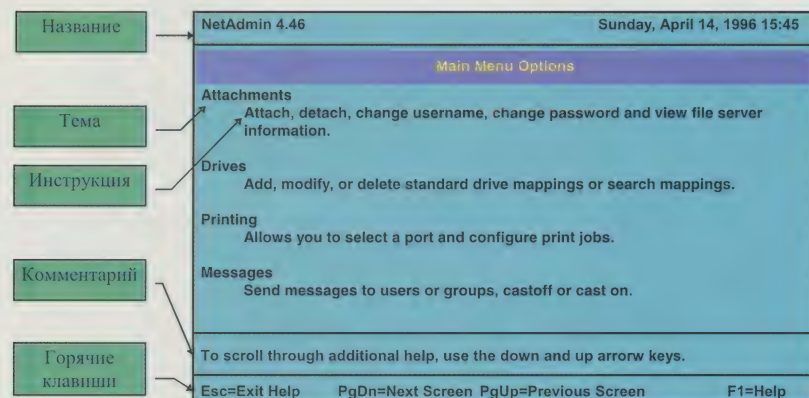 Название
NetAdmin 4.46 Sunday, April 14, 1996 15:45
Main Menu Options
Attachments
Тема
Attach, detach, change username, change password and view file server
information.
Инструкция
Drives
Add, modify, or delete standard drive mappings or search mappings.
Printing
Allows you to select a port and configure print jobs.
Комментарий
Messages
Send messages to users or groups, castoff or cast on.
Горячие
клавиши
To scroll through additional help, use the down and up arrorw keys.
Esc=Exit Help PgDn=Next Screen PgUp=Previous Screen F1=Help